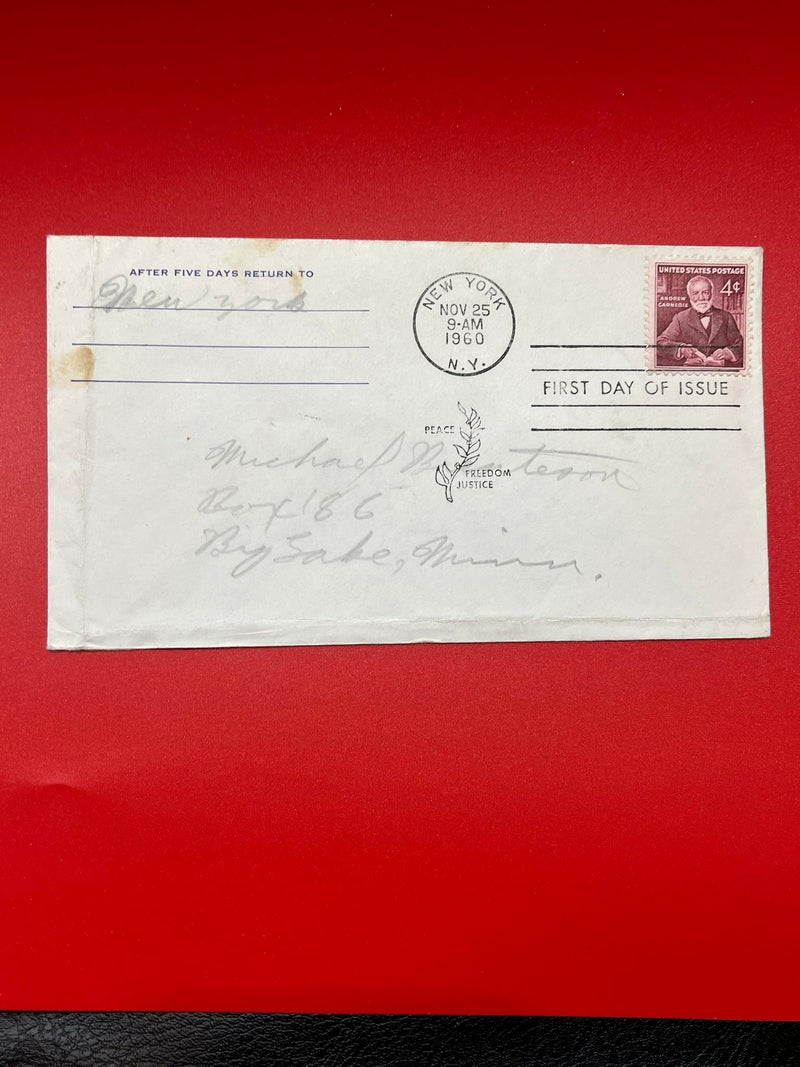 AFTER FIVE DAYS RETURN TO
New York
NEW YORK
NOV 25
9-AM
1960
N.Y.
UNITED STATES POSTAGE
4¢
ANDREW
CARNEGIE
FIRST DAY OF ISSUE
PEACE
FREEDOM
JUSTICE
Michael
Box 186
Big Lake, Minn.